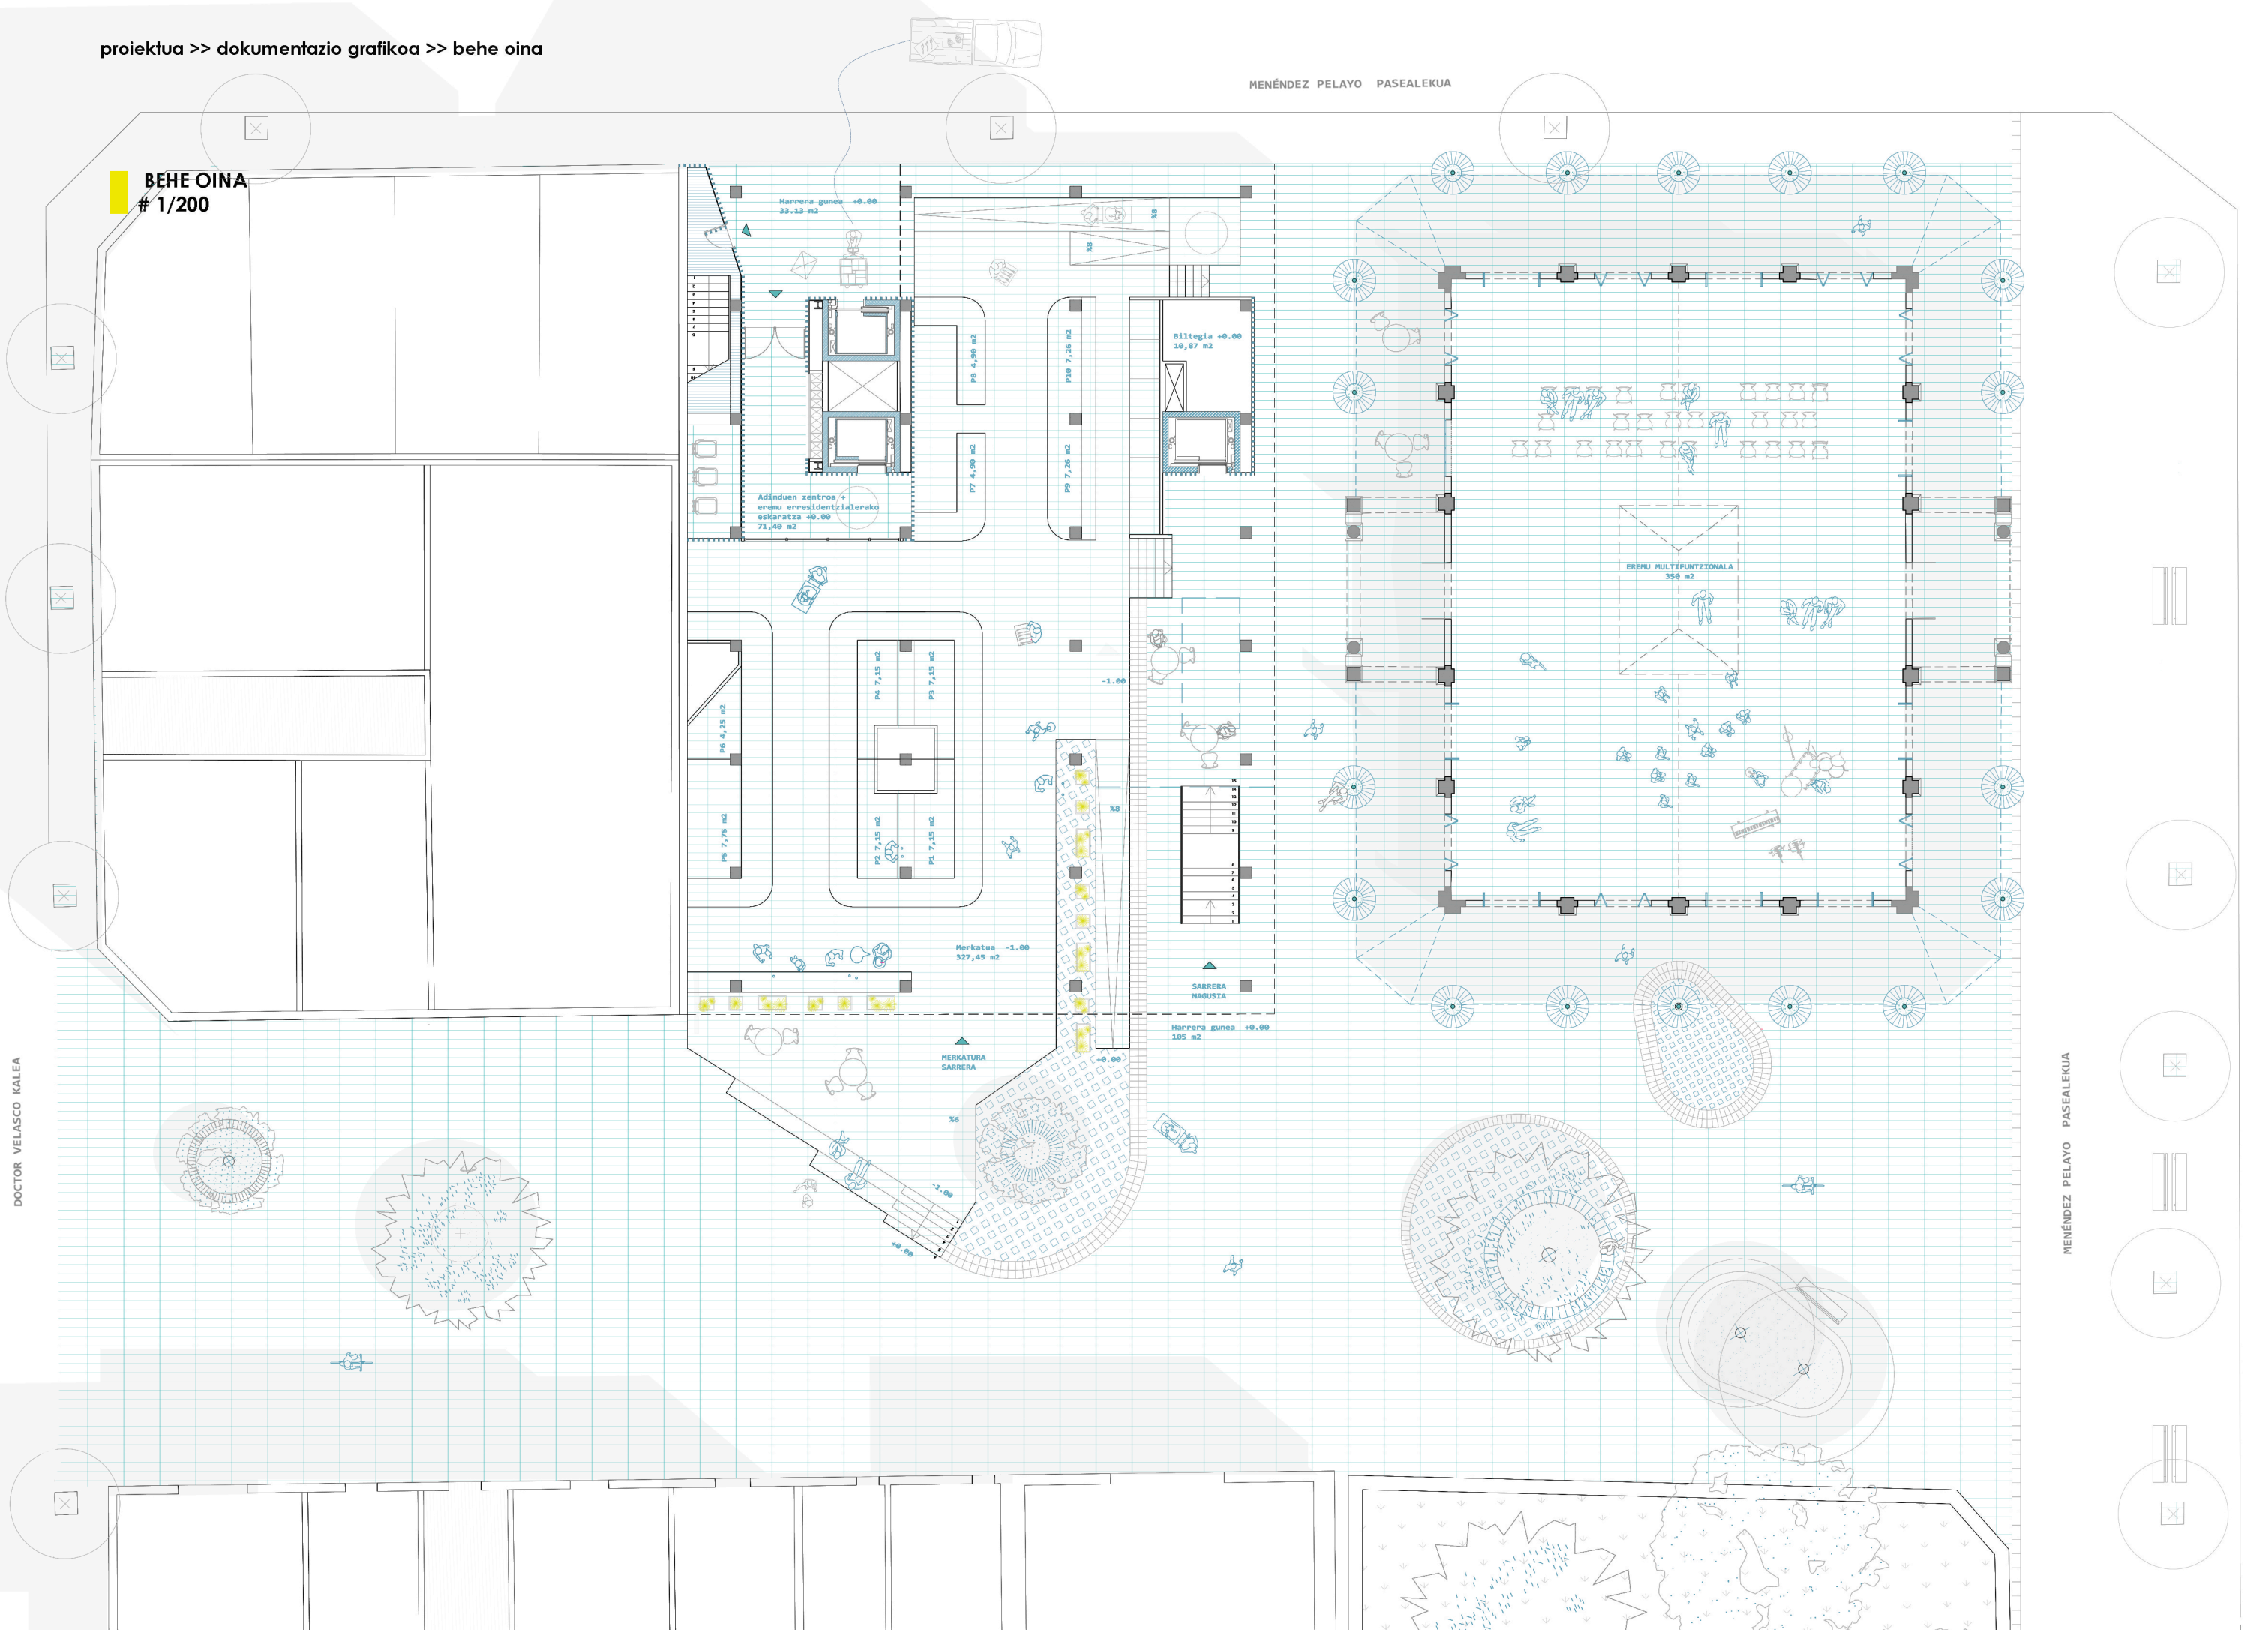 proiektua >> dokumentazio grafikoa >> behe oina
MENÉNDEZ PELAYO PASEALEKUA
BEHE OINA
# 1/200
Harrera gunea +0.00
33.13 m2
%8
%8
Biltegia +0.00
10,87 m2
P8 4,90 m2
P10 7,26 m2
P7 4,90 m2
P9 7,26 m2
Adinduen zentroa +
eremu erresidentzialerako
eskaratza +0.00
71,40 m2
EREMU MULTIFUNTZIONALA
350 m2
P4 7,15 m2
P3 7,15 m2
-1.00
P6 4,25 m2
%8
P5 7,75 m2
P2 7,15 m2
P1 7,15 m2
Merkatua -1.00
327,45 m2
SARRERA
NAGUSIA
Harrera gunea +0.00
105 m2
MERKATURA
SARRERA
+0.00
%6
-1.00
+0.00
DOCTOR VELASCO KALEA
MENÉNDEZ PELAYO PASEALEKUA